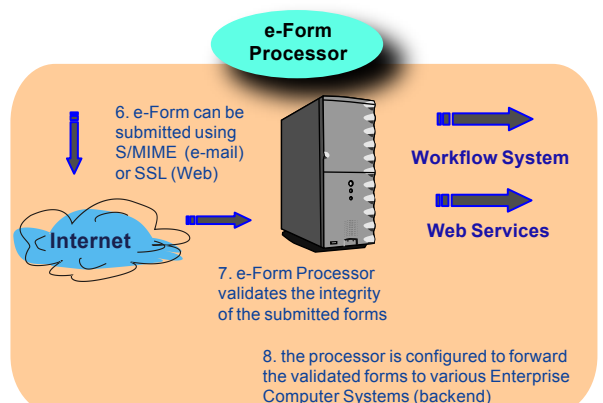 e-Form
Processor
6. e-Form can be
submitted using
S/MIME (e-mail)
or SSL (Web)
Workflow System
Internet
Web Services
7. e-Form Processor
validates the integrity
of the submitted forms
8. the processor is configured to forward
the validated forms to various Enterprise
Computer Systems (backend)